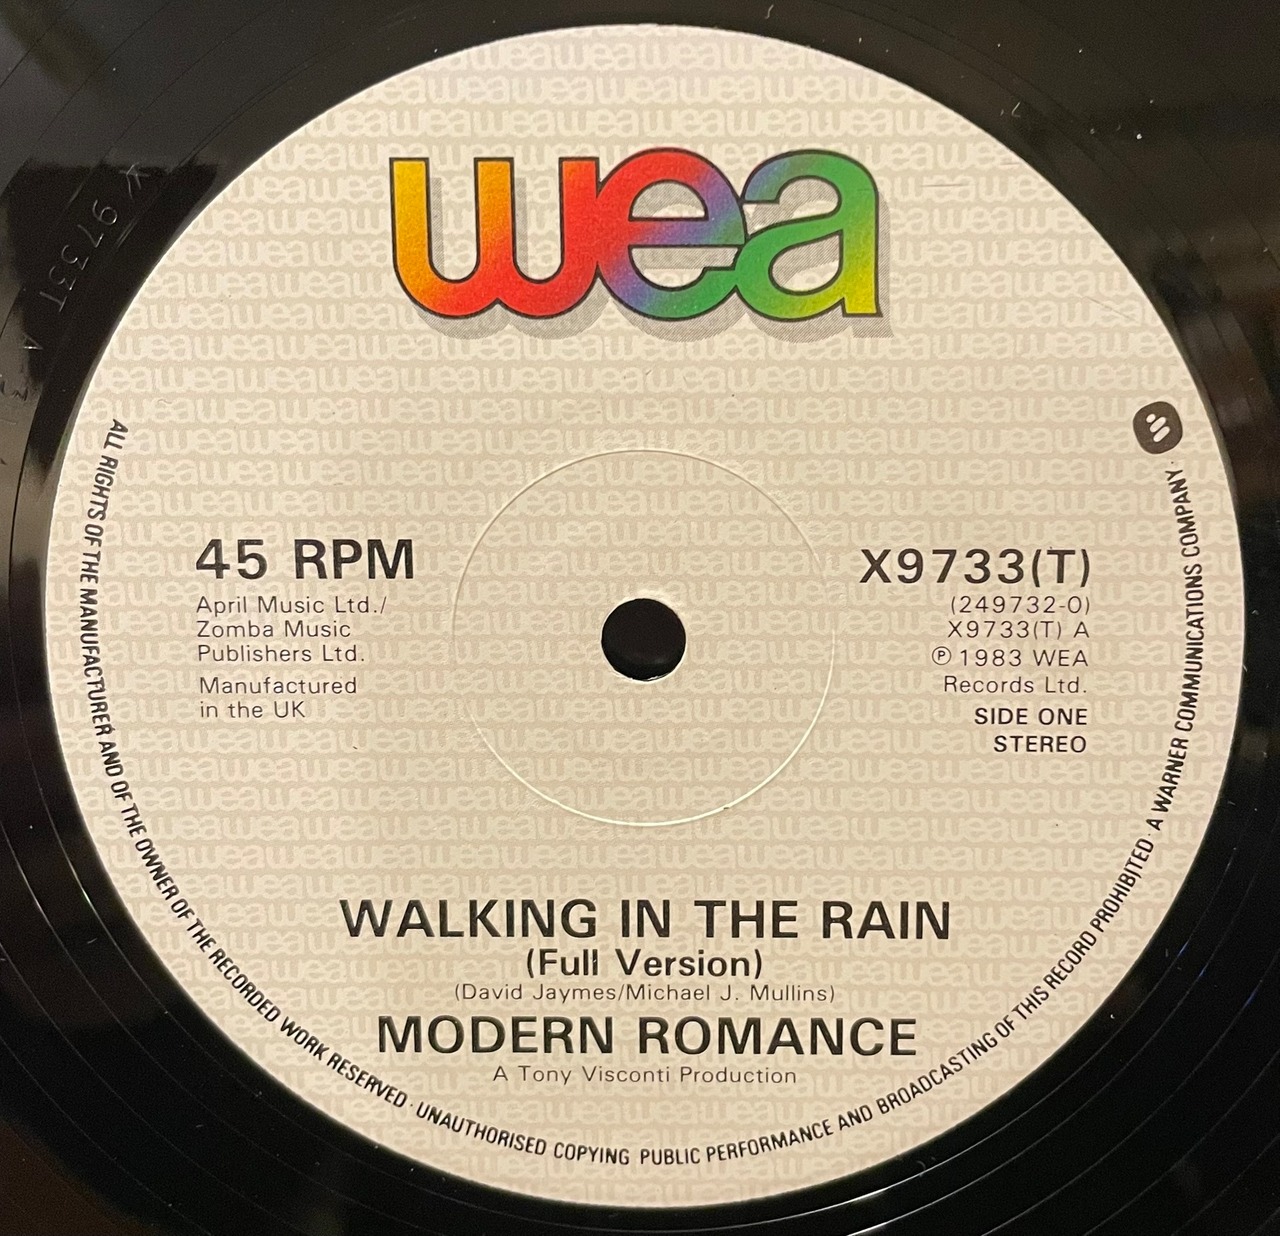 wea
45 RPM
April Music Ltd./
Zomba Music
Publishers Ltd.
Manufactured
in the UK
X9733(T)
(249732-0)
X9733(T) A
℗ 1983 WEA
Records Ltd.
SIDE ONE
STEREO
WALKING IN THE RAIN
(Full Version)
(David Jaymes/Michael J. Mullins)
MODERN ROMANCE
A Tony Visconti Production
ALL RIGHTS OF THE MANUFACTURER AND OF THE OWNER OF THE RECORDED WORK RESERVED · UNAUTHORISED COPYING PUBLIC PERFORMANCE AND BROADCASTING OF THIS RECORD PROHIBITED · A WARNER COMMUNICATIONS COMPANY ·